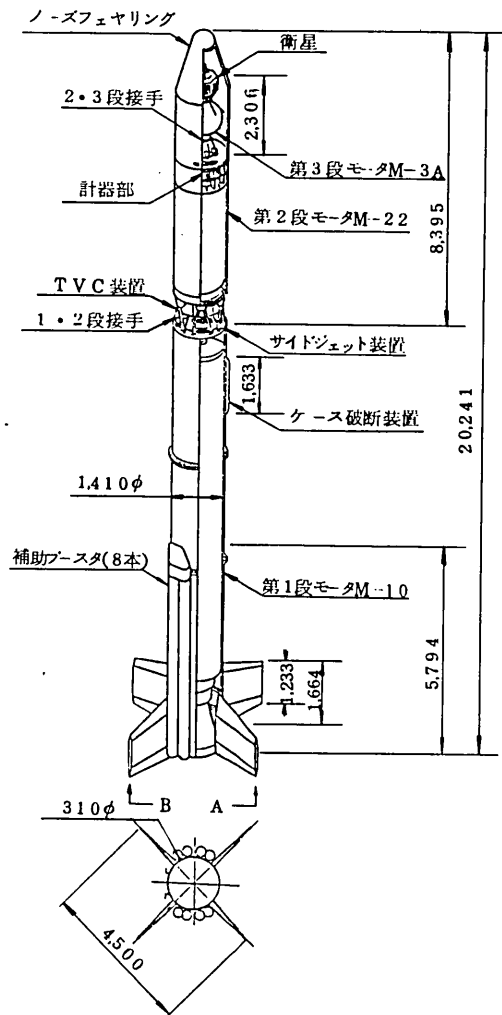 ノーズフェヤリング
衛星
2・3段接手
2,306
第3段モータM-3A
計器部
第2段モータM-22
8,395
TVC装置
1・2段接手
サイドジェット装置
1,633
ケース破断装置
20,241
1,410φ
補助ブースタ(8本)
第1段モータM-10
5,794
1,233
1,664
B A
310φ
4,500